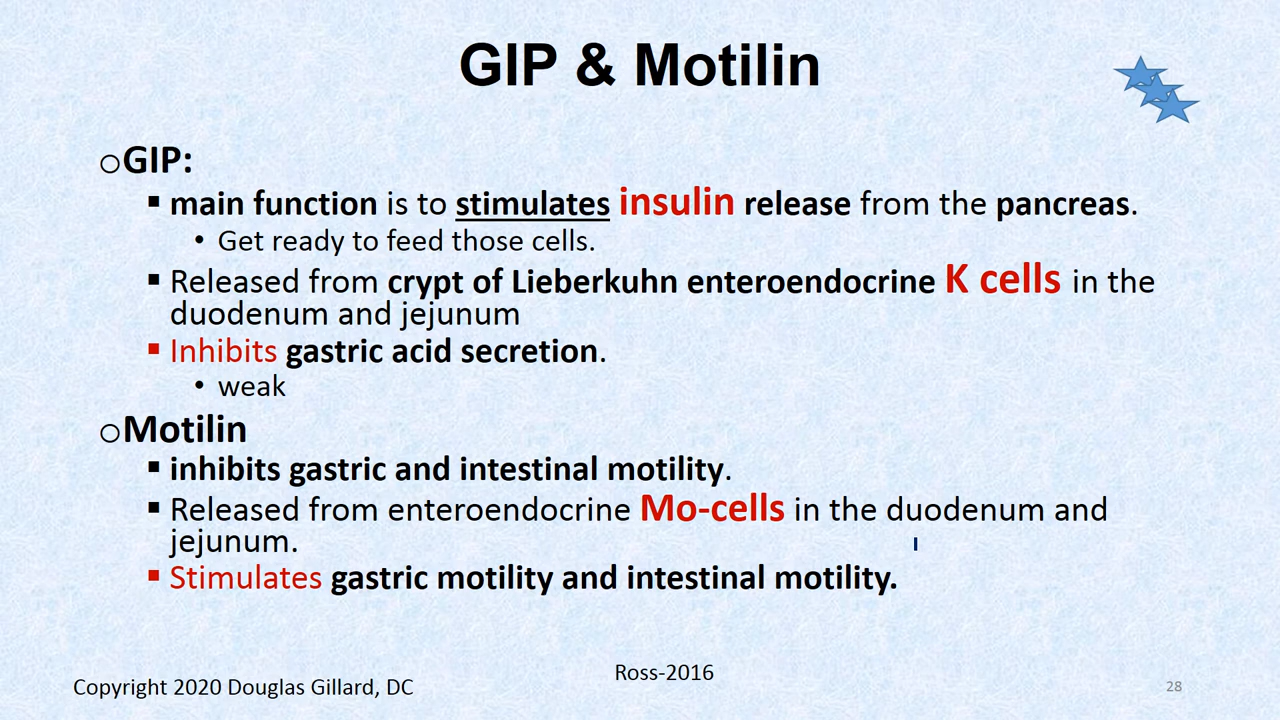 GIP & Motilin
GIP:
main function is to stimulates insulin release from the pancreas.
Get ready to feed those cells.
Released from crypt of Lieberkuhn enteroendocrine K cells in the
duodenum and jejunum
Inhibits gastric acid secretion.
weak
Motilin
inhibits gastric and intestinal motility.
Released from enteroendocrine Mo-cells in the duodenum and
jejunum.
Stimulates gastric motility and intestinal motility.
Ross-2016
Copyright 2020 Douglas Gillard, DC
28